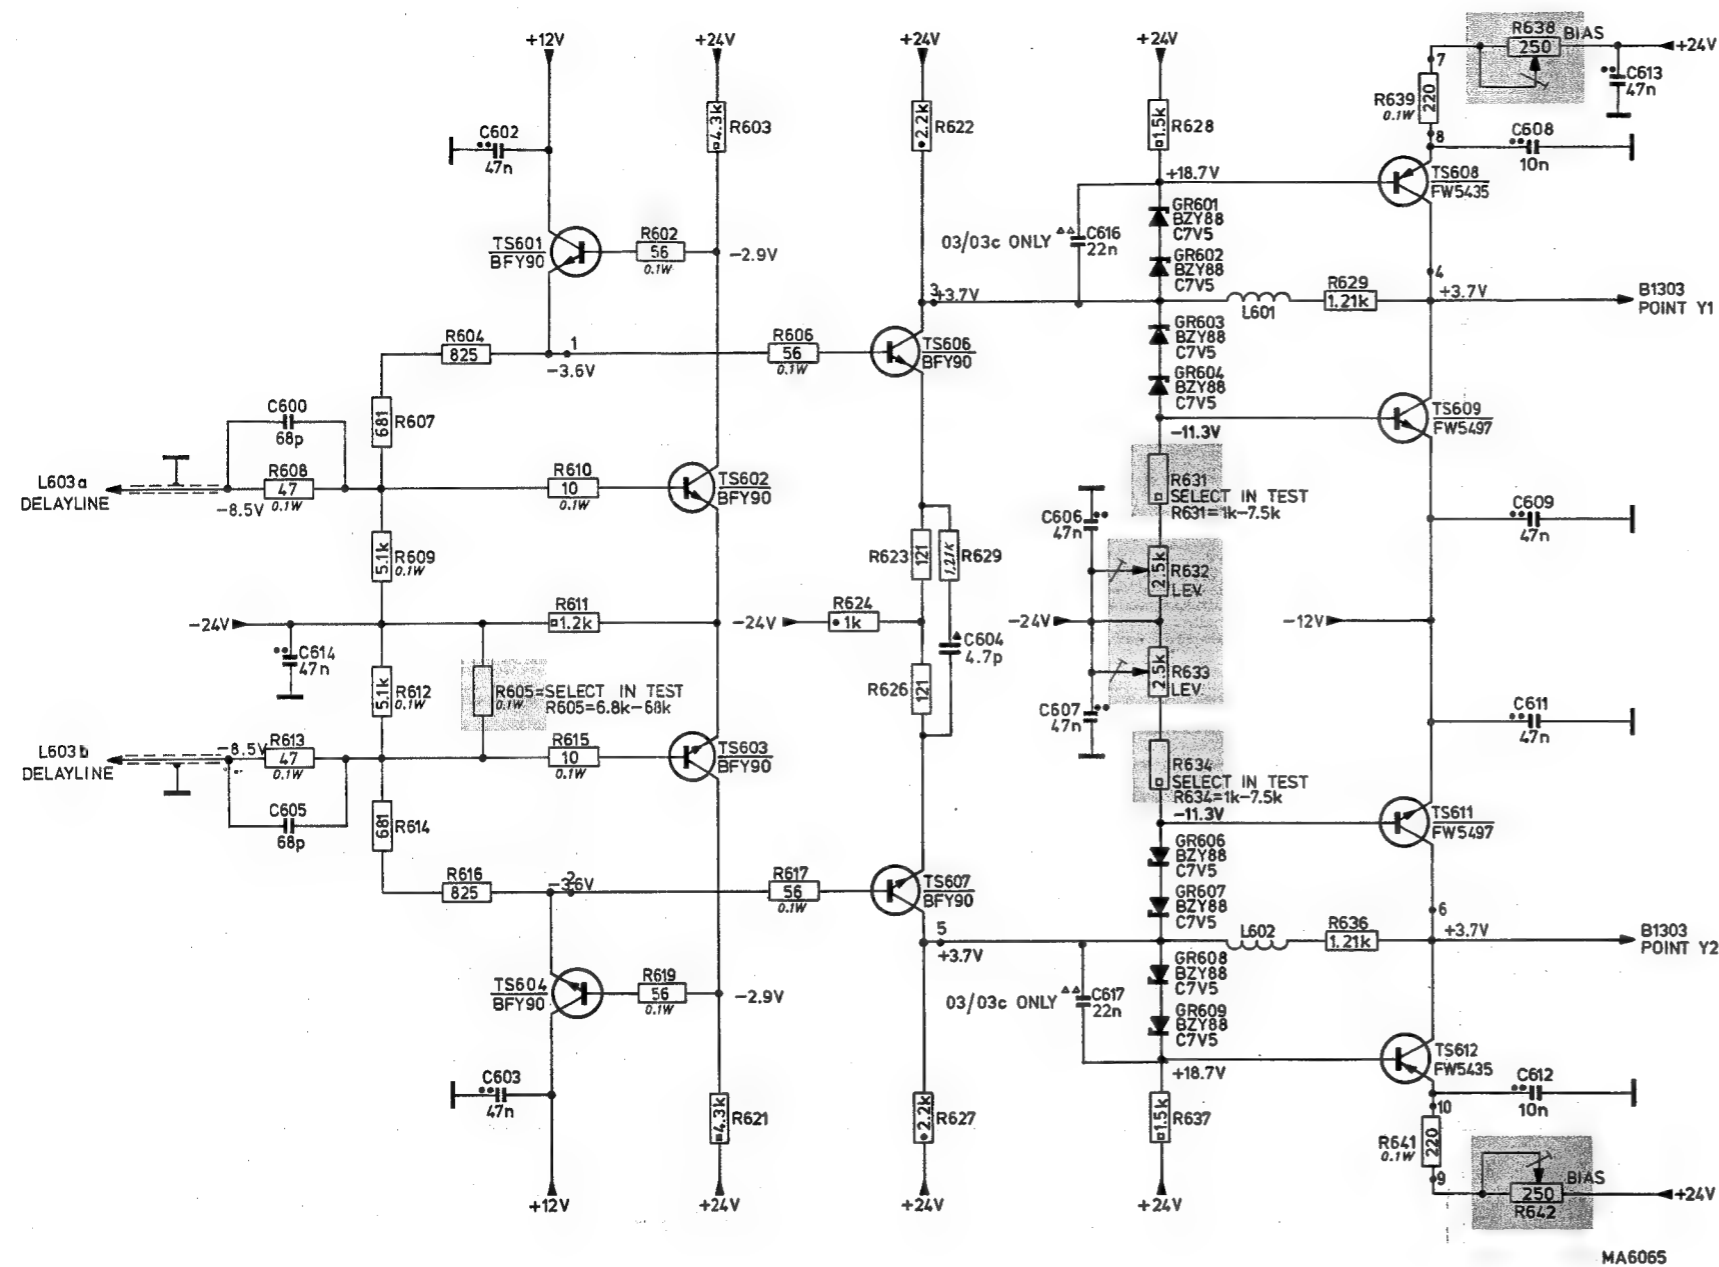 +12V
+24V
+24V
+24V
R638
BIAS
250
+24V
7
C613
47n
R639
220
0.1W
8
C608
10n
C602
47n
4.3k
R603
2.2k
R622
1.5k
R628
+18.7V
TS608
FW5435
GR601
BZY88
C7V5
03/03c ONLY
C616
22n
GR602
BZY88
C7V5
TS601
BFY90
R602
56
0.1W
-2.9V
3
+3.7V
L601
R629
1.21k
4
+3.7V
B1303
POINT Y1
R604
825
1
-3.6V
R606
56
0.1W
TS606
BFY90
GR603
BZY88
C7V5
GR604
BZY88
C7V5
-11.3V
TS609
FW5497
C600
68p
681
R607
L603a
DELAYLINE
R608
47
0.1W
-8.5V
R610
10
0.1W
TS602
BFY90
R631
SELECT IN TEST
R631=1k-7.5k
C606
47n
C609
47n
5.1k
R609
0.1W
R623
121
1.21k
R629
2.5k
R632
LEV.
-24V
R611
1.2k
-24V
R624
1k
-24V
-12V
C614
47n
C604
4.7p
5.1k
R612
0.1W
R605=SELECT IN TEST
0.1W
R605=6.8k-68k
R626
121
2.5k
R633
LEV.
C607
47n
C611
47n
L603b
DELAYLINE
-8.5V
R613
47
0.1W
R615
10
0.1W
TS603
BFY90
R634
SELECT IN TEST
R634=1k-7.5k
-11.3V
TS611
FW5497
C605
68p
681
R614
GR606
BZY88
C7V5
R616
825
2
-3.6V
R617
56
0.1W
TS607
BFY90
GR607
BZY88
C7V5
6
5
+3.7V
L602
R636
1.21k
+3.7V
B1303
POINT Y2
TS604
BFY90
R619
56
0.1W
-2.9V
GR608
BZY88
C7V5
03/03c ONLY
C617
22n
GR609
BZY88
C7V5
TS612
FW5435
+18.7V
C603
47n
4.3k
R621
2.2k
R627
1.5k
R637
C612
10n
10
R641
220
0.1W
9
BIAS
250
R642
+24V
+12V
+24V
+24V
+24V
MA6065